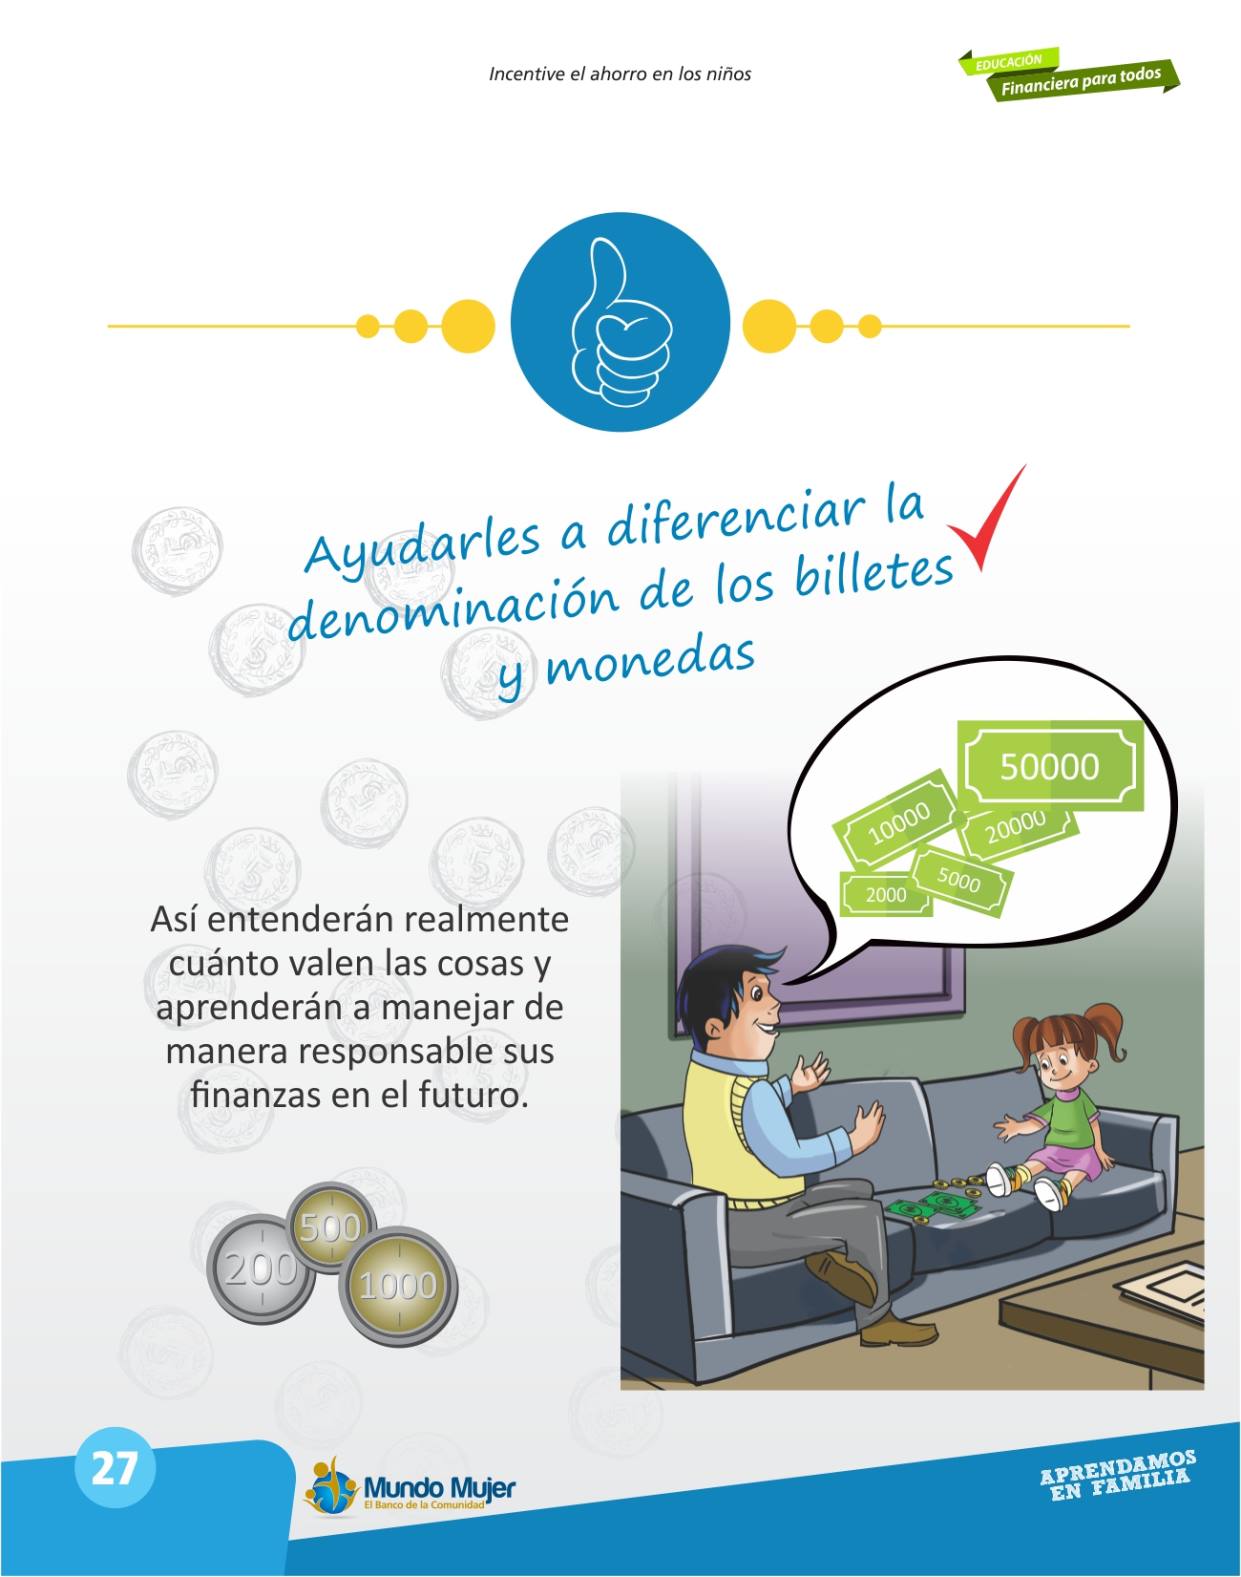 Incentive el ahorro en los niños
EDUCACIÓN
Financiera para todos
Ayudarles a diferenciar la
denominación de los billetes
y monedas
50000
10000
20000
5000
2000
Así entenderán realmente
cuánto valen las cosas y
aprenderán a manejar de
manera responsable sus
finanzas en el futuro.
500
200
1000
27
Mundo Mujer
El Banco de la Comunidad
APRENDAMOS
EN FAMILIA